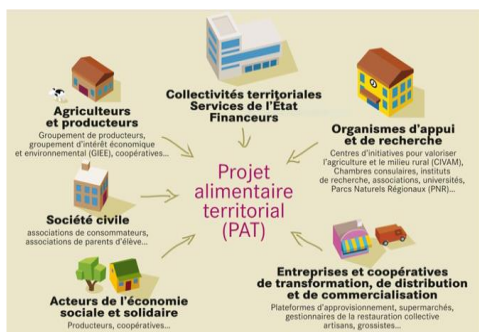 Collectivités territoriales
Services de l'État
Financeurs
Agriculteurs
et producteurs
Groupement de producteurs,
groupement d'intérêt économique
et environnemental (GIEE), coopératives...
Organismes d'appui
et de recherche
Centres d'initiatives pour valoriser
l'agriculture et le milieu rural (CIVAM),
Chambres consulaires, instituts
de recherche, associations, universités,
Parcs Naturels Régionaux (PNR)...
Projet
alimentaire
territorial
(PAT)
Société civile
associations de consommateurs,
associations de parents d'élève...
Acteurs de l'économie
sociale et solidaire
Producteurs, coopératives...
Entreprises et coopératives
de transformation, de distribution
et de commercialisation
Plateformes d'approvisionnement, supermarchés,
gestionnaires de la restauration collective
artisans, grossistes...